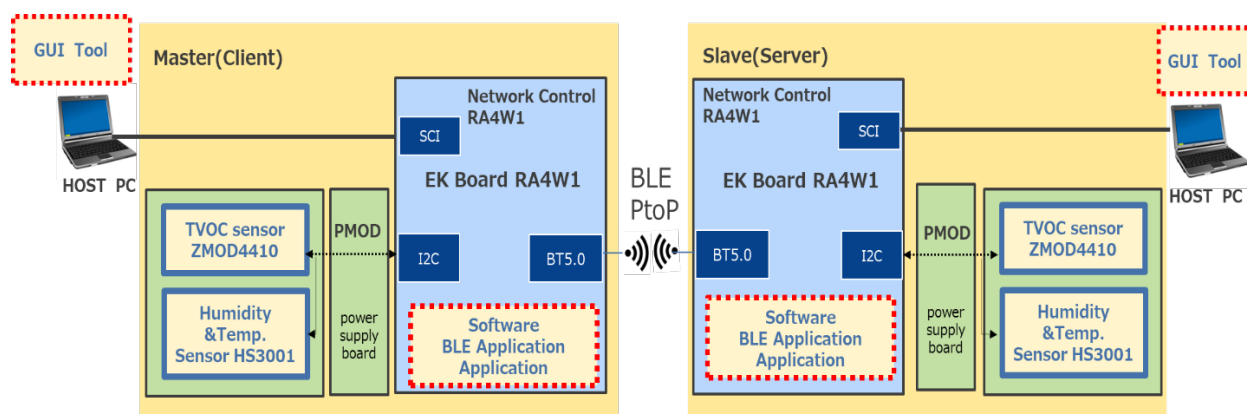 GUI Tool
HOST PC
Master(Client)
Network Control
RA4W1
SCI
EK Board RA4W1
I2C
BT5.0
Software
BLE Application
Application
TVOC sensor
ZMOD4410
Humidity
&Temp.
Sensor HS3001
PMOD
power
supply
board
BLE
PtoP
Slave(Server)
Network Control
RA4W1
SCI
EK Board RA4W1
BT5.0
I2C
Software
BLE Application
Application
PMOD
power
supply
board
TVOC sensor
ZMOD4410
Humidity
&Temp.
Sensor HS3001
GUI Tool
HOST PC